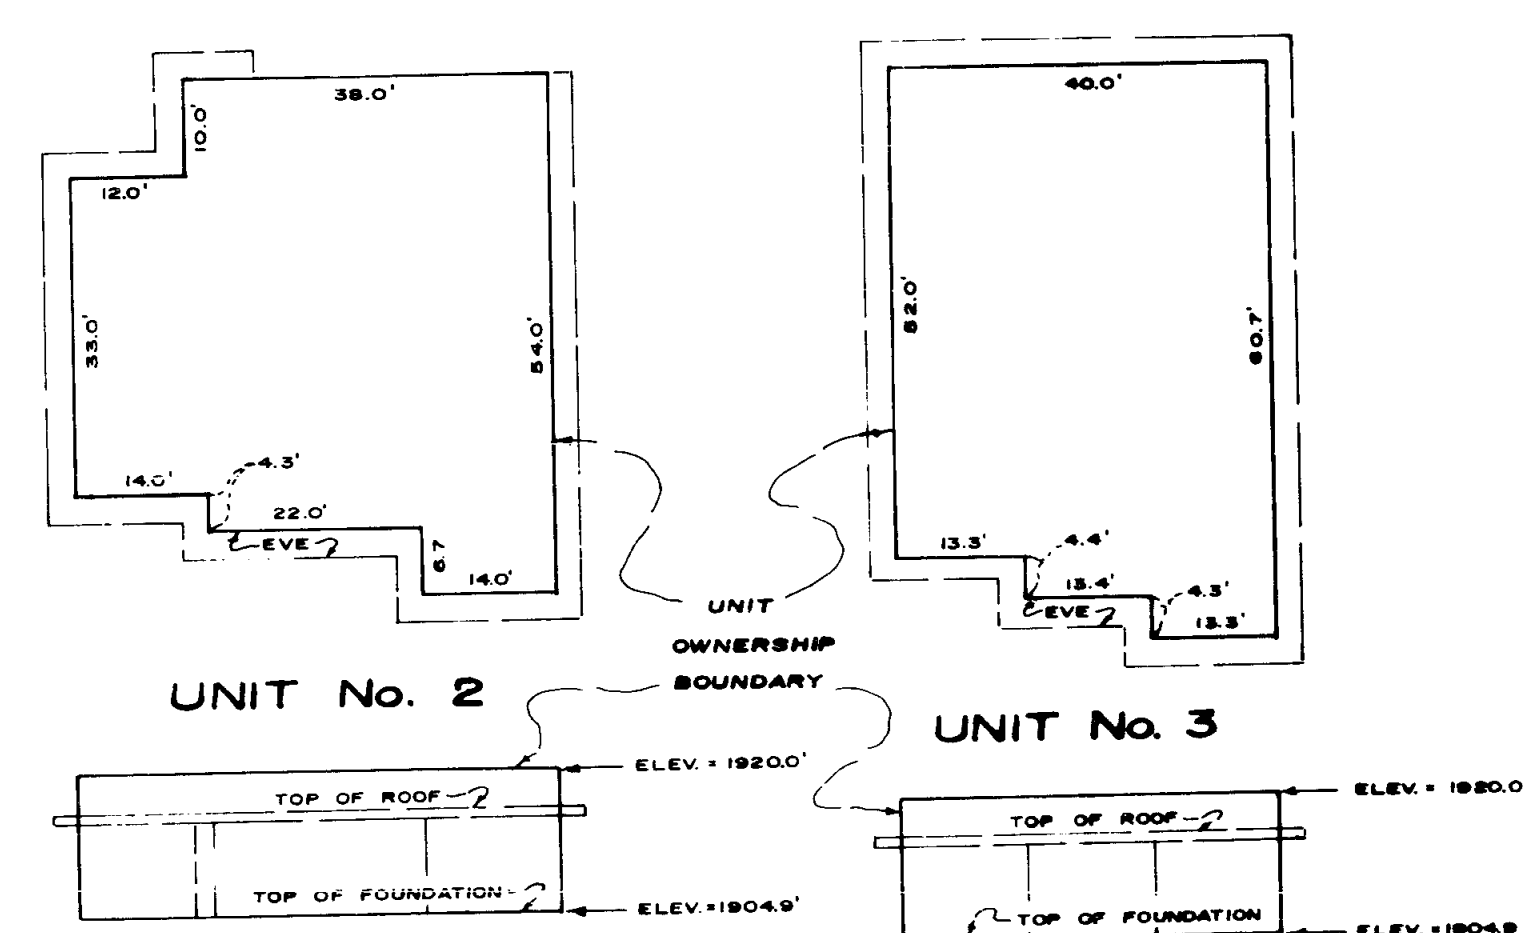 38.0'
10.0'
12.0'
33.0'
54.0'
4.3'
14.0'
22.0'
EVE
6.7
14.0'
UNIT No. 2
40.0'
52.0'
60.7'
13.3'
4.4'
13.4'
4.3'
EVE
13.3'
UNIT No. 3
UNIT
OWNERSHIP
BOUNDARY
ELEV. = 1920.0'
TOP OF ROOF
TOP OF FOUNDATION
ELEV. = 1904.9'
ELEV. = 1920.0
TOP OF ROOF
TOP OF FOUNDATION
ELEV. = 1904.9